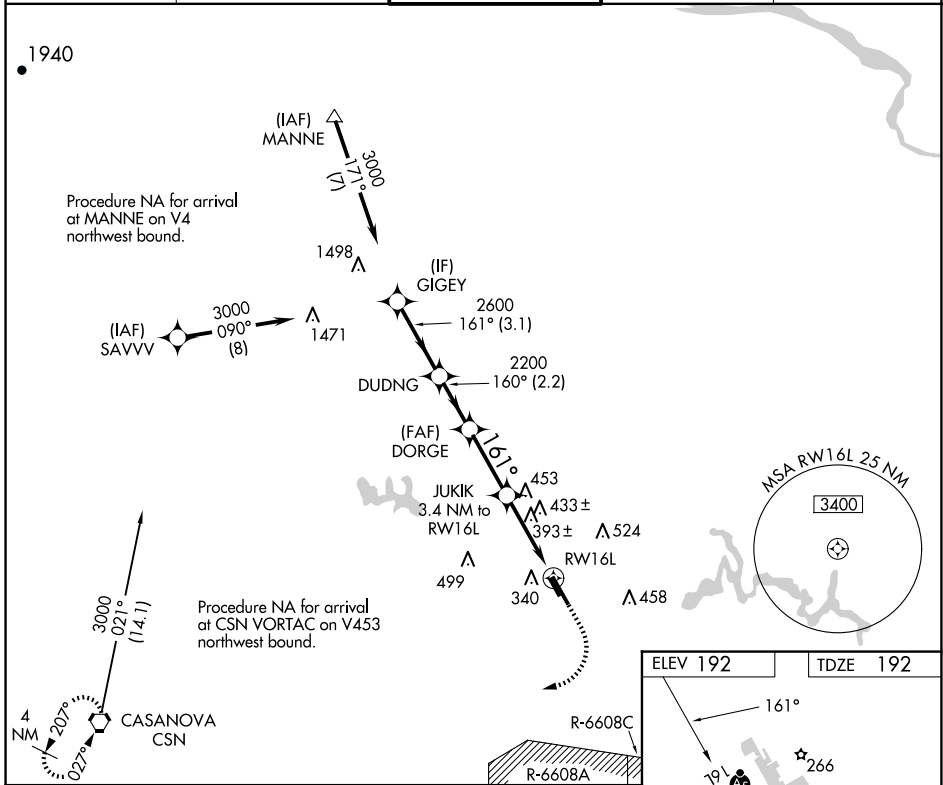 1940
(IAF)
MANNE
3000
171°
(7)
Procedure NA for arrival
at MANNE on V4
northwest bound.
1498
(IF)
GIGEY
2600
161° (3.1)
(IAF)
SAVVV
3000
090°
(8)
1471
2200
160° (2.2)
DUDNG
(FAF)
DORGE
161°
JUKIK
3.4 NM to
RW16L
453
433 ±
393 ±
524
499
340
RW16L
458
MSA RW16L 25 NM
3400
3000
021°
(14.1)
Procedure NA for arrival
at CSN VORTAC on V453
northwest bound.
4
NM
207°
027°
CASANOVA
CSN
R-6608C
R-6608A
ELEV 192
TDZE 192
161°
16L
266